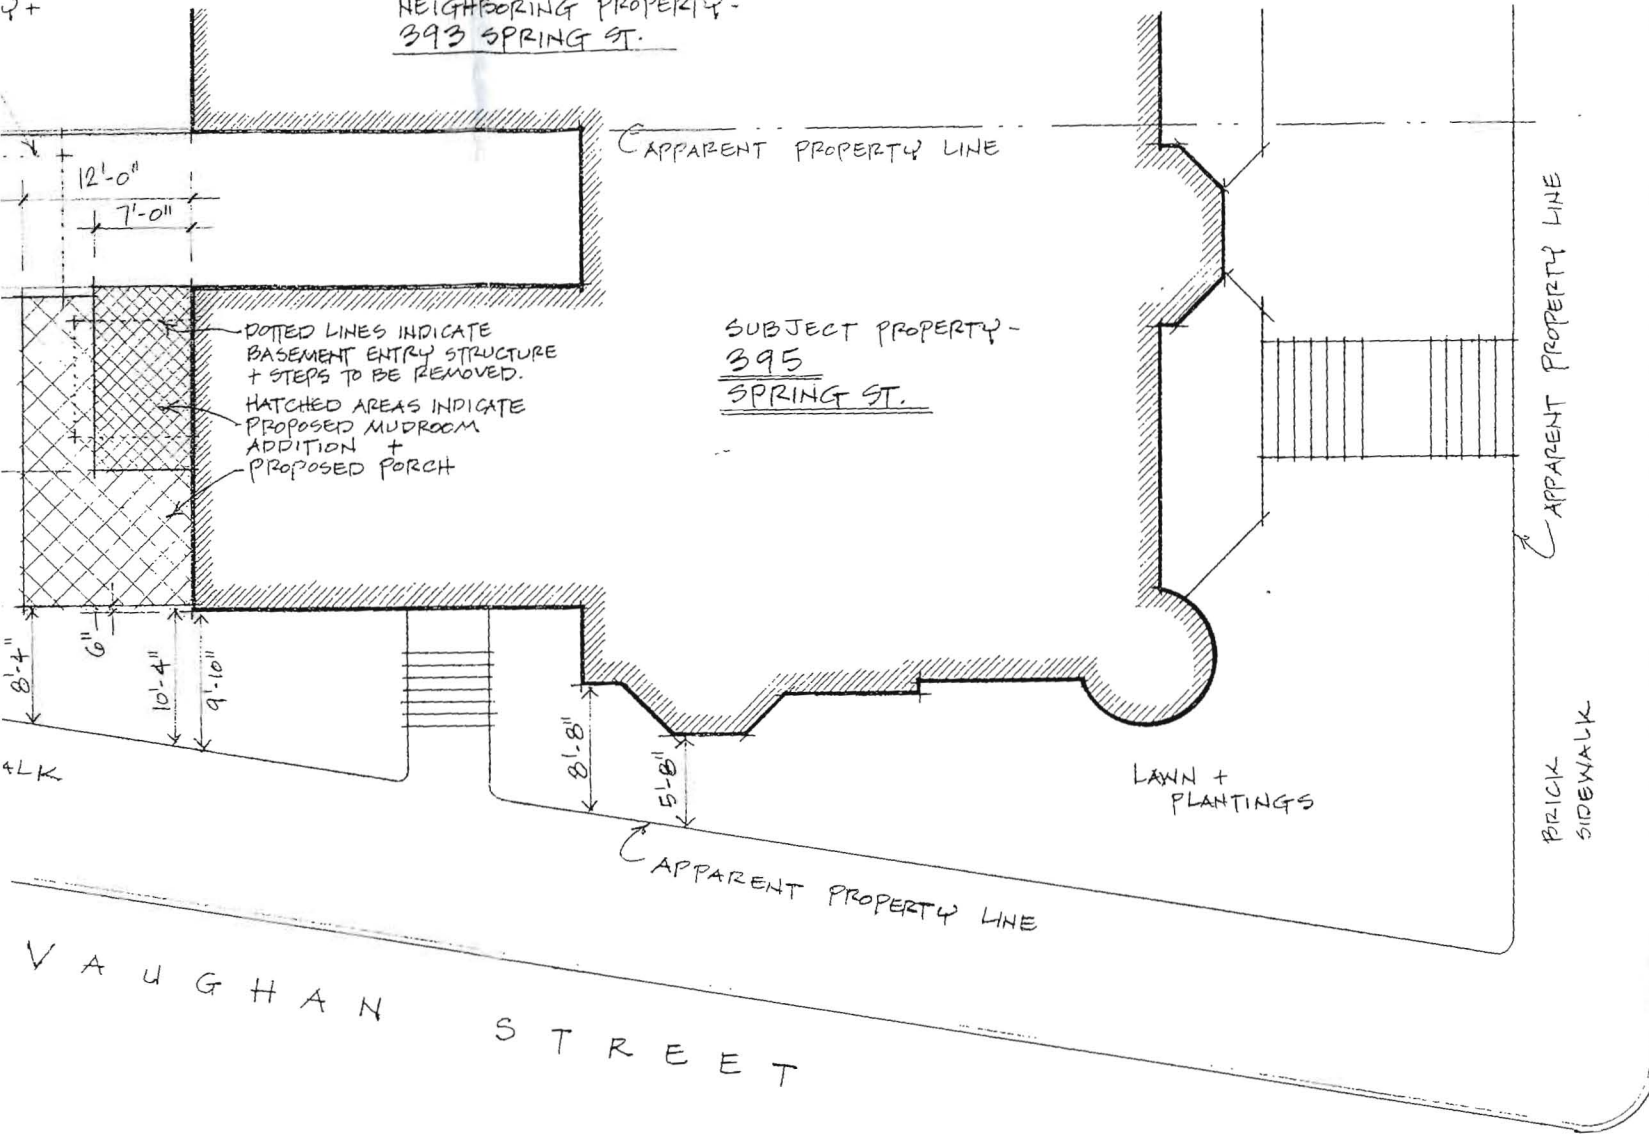 NEIGHBORING PROPERTY-
393 SPRING ST.
APPARENT PROPERTY LINE
12'-0"
7'-0"
DOTTED LINES INDICATE
BASEMENT ENTRY STRUCTURE
+ STEPS TO BE REMOVED.
HATCHED AREAS INDICATE
PROPOSED MUDROOM
ADDITION +
PROPOSED PORCH
SUBJECT PROPERTY-
395
SPRING ST.
APPARENT PROPERTY LINE
8'-4"
6"
10'-4"
9'-10"
8'-8"
5'-8"
LAWN +
PLANTINGS
BRICK
SIDEWALK
APPARENT PROPERTY LINE
VAUGHAN STREET